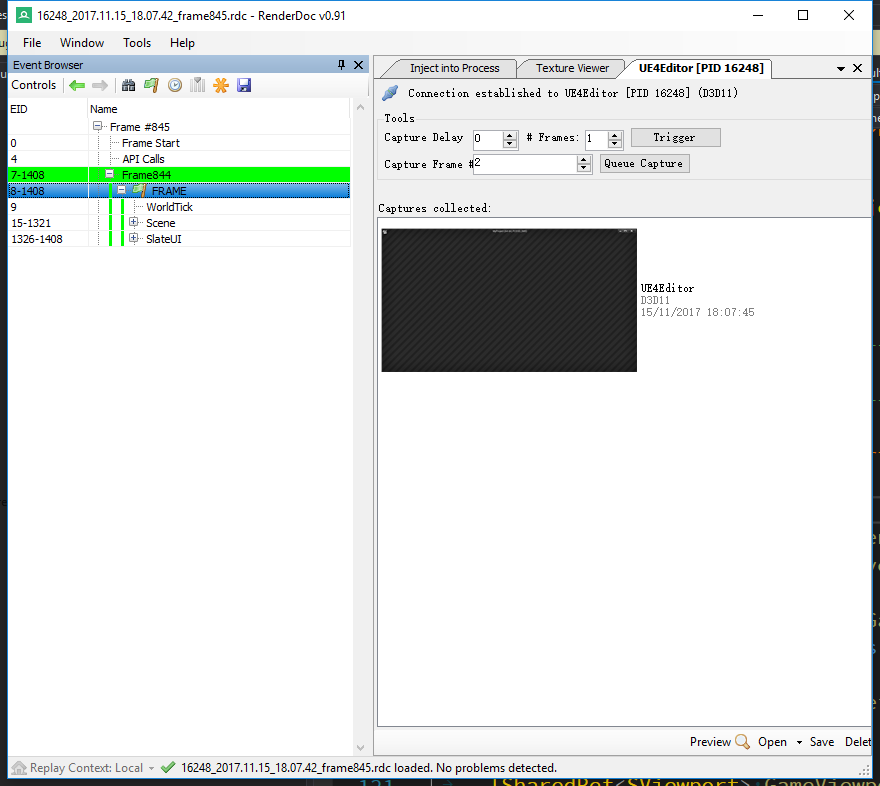 16248_2017.11.15_18.07.42_frame845.rdc - RenderDoc v0.91
File Window Tools Help
Event Browser
Controls
EID Name
Frame #845
0 Frame Start
4 API Calls
7-1408 Frame844
8-1408 FRAME
9 WorldTick
15-1321 Scene
1326-1408 SlateUI
Inject into Process Texture Viewer UE4Editor [PID 16248]
Connection established to UE4Editor [PID 16248] (D3D11)
Tools
Capture Delay 0 # Frames: 1 Trigger
Capture Frame # 2 Queue Capture
Captures collected:
UE4Editor
D3D11
15/11/2017 18:07:45
Preview Open Save Delet
Replay Context: Local 16248_2017.11.15_18.07.42_frame845.rdc loaded. No problems detected.